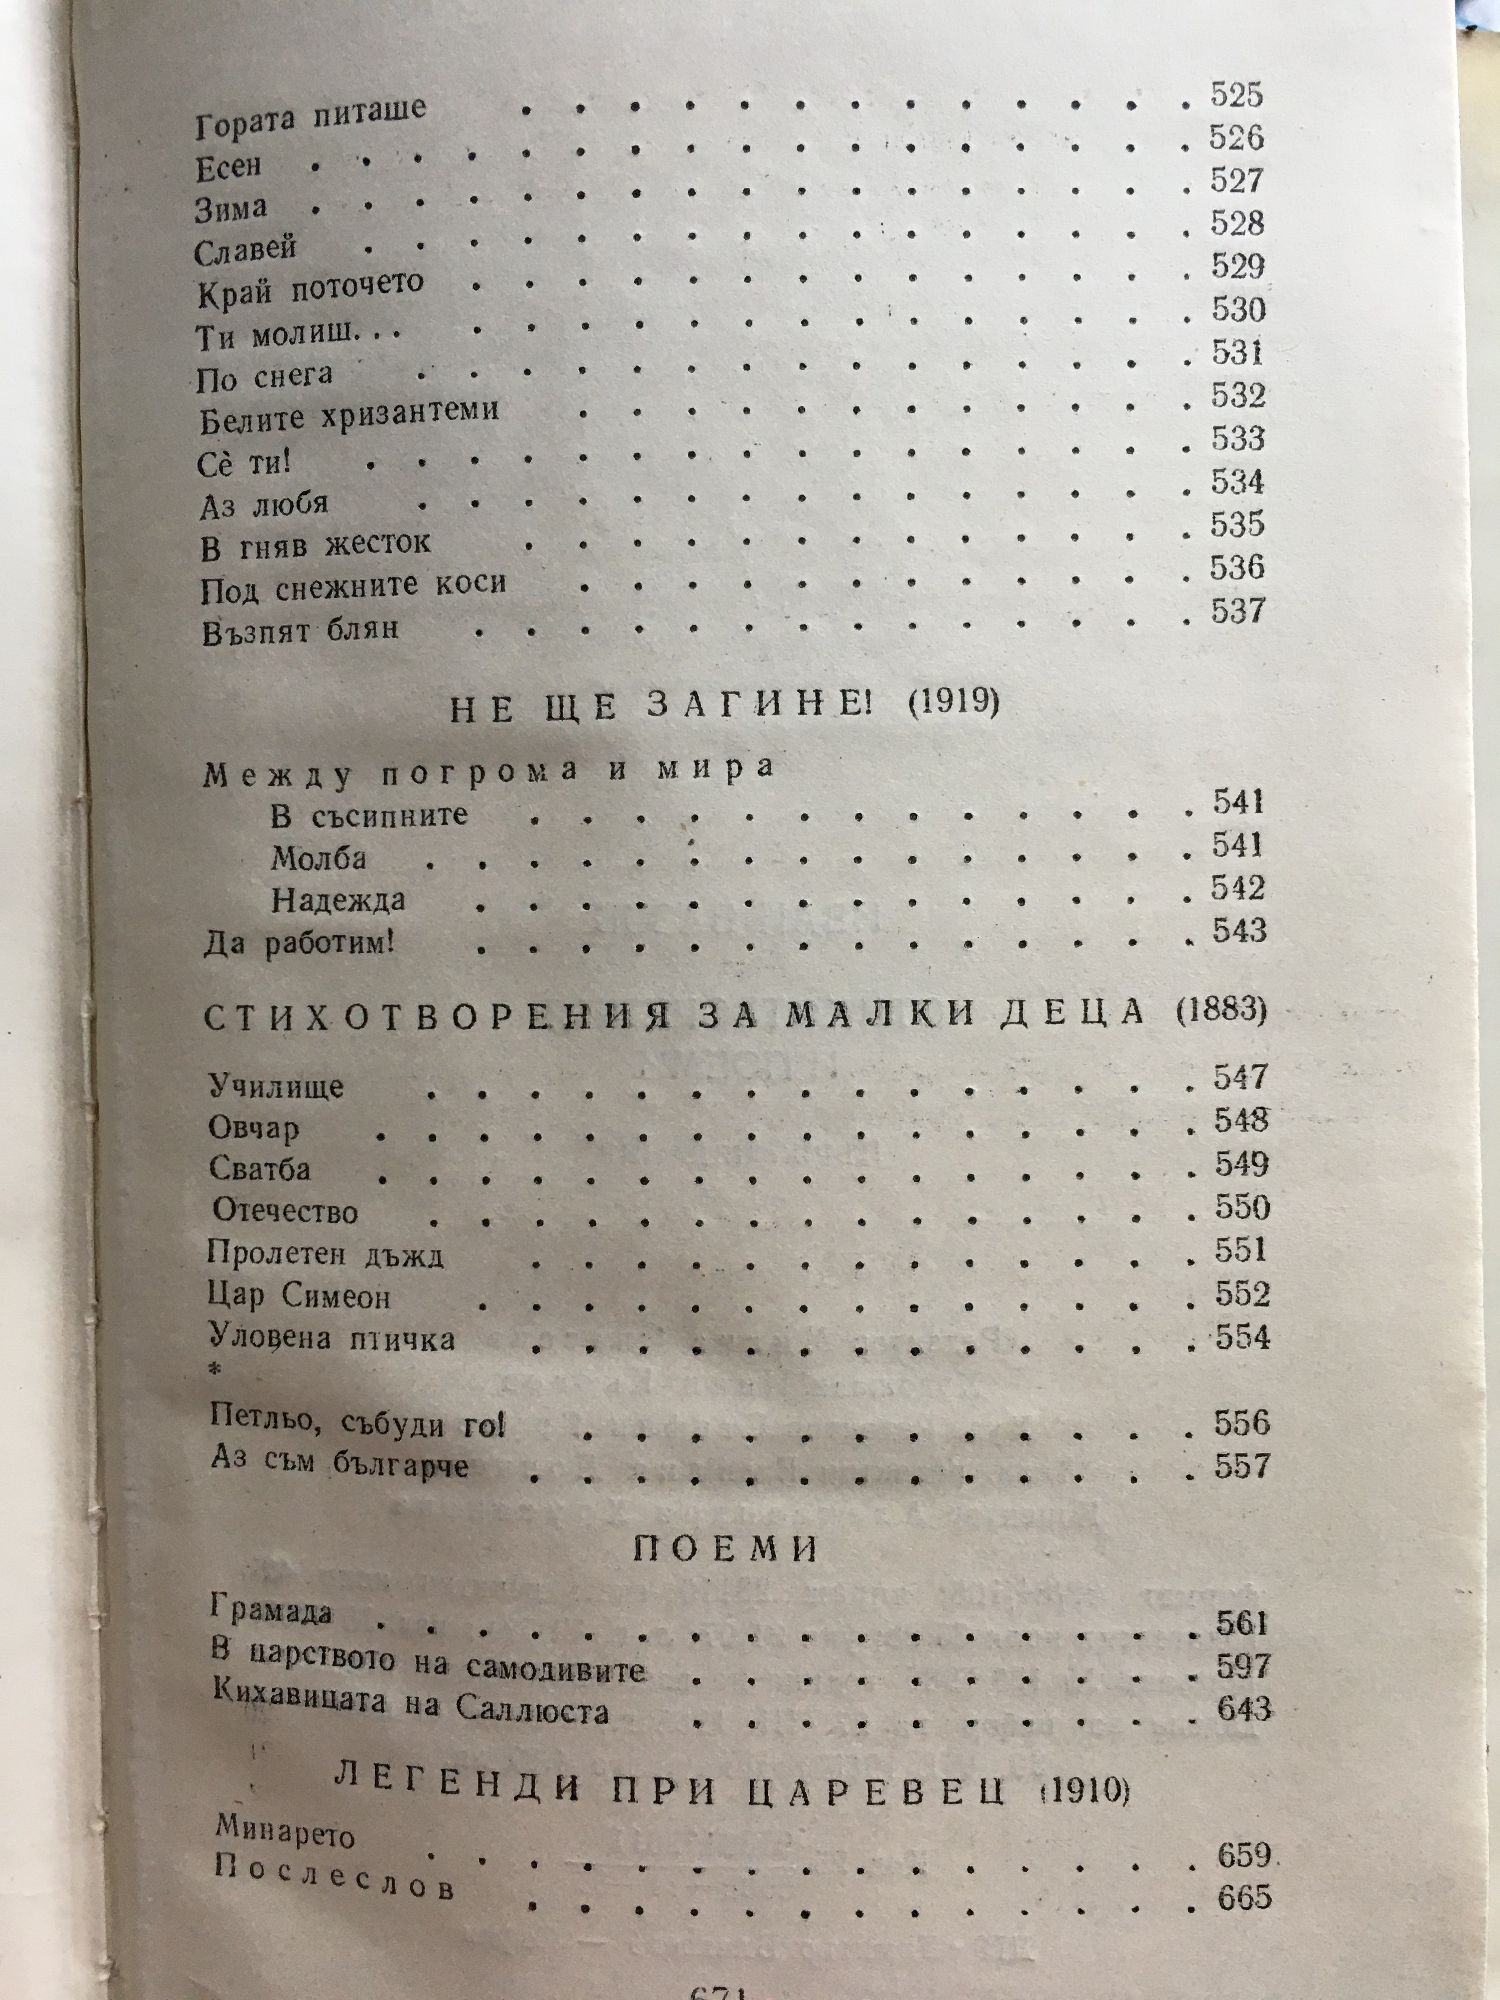 Гората питаше . . . . . . . . . . . . . 525
Есен . . . . . . . . . . . . . . . . . 526
Зима . . . . . . . . . . . . . . . . . 527
Славей . . . . . . . . . . . . . . . . 528
Край поточето . . . . . . . . . . . . . . 529
Ти молиш. . . . . . . . . . . . . . . . . 530
По снега . . . . . . . . . . . . . . . 531
Белите хризантеми . . . . . . . . . . . . 532
Сѐ ти! . . . . . . . . . . . . . . . . 533
Аз любя . . . . . . . . . . . . . . . 534
В гняв жесток . . . . . . . . . . . . . 535
Под снежните коси . . . . . . . . . . . . 536
Възпят блян . . . . . . . . . . . . . . 537
НЕ ЩЕ ЗАГИНЕ! (1919)
Между погрома и мира
В съсипните . . . . . . . . . . . . . 541
Молба . . . . . . . . . . . . . . . 541
Надежда . . . . . . . . . . . . . . 542
Да работим! . . . . . . . . . . . . . . 543
СТИХОТВОРЕНИЯ ЗА МАЛКИ ДЕЦА (1883)
Училище . . . . . . . . . . . . . . . 547
Овчар . . . . . . . . . . . . . . . . 548
Сватба . . . . . . . . . . . . . . . . 549
Отечество . . . . . . . . . . . . . . . 550
Пролетен дъжд . . . . . . . . . . . . . 551
Цар Симеон . . . . . . . . . . . . . . 552
Уловена птичка . . . . . . . . . . . . . 554
*
Петльо, събуди го! . . . . . . . . . . . . 556
Аз съм българче . . . . . . . . . . . . . 557
ПОЕМИ
Грамада . . . . . . . . . . . . . . . . 561
В царството на самодивите . . . . . . . . . . 597
Кихавицата на Саллюста . . . . . . . . . . 643
ЛЕГЕНДИ ПРИ ЦАРЕВЕЦ (1910)
Минарето . . . . . . . . . . . . . . . 659
Послеслов . . . . . . . . . . . . . 665
671